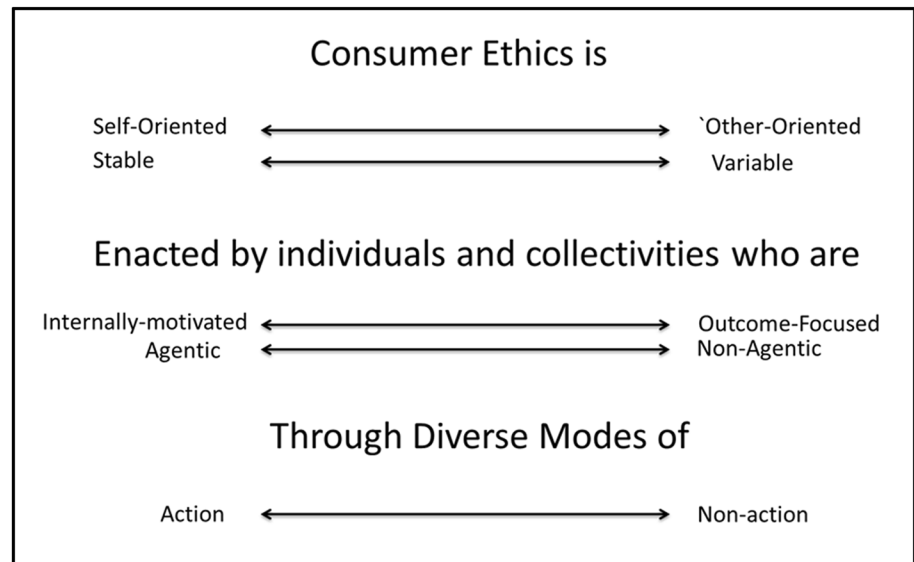 Consumer Ethics is
Self-Oriented `Other-Oriented
Stable Variable
Enacted by individuals and collectivities who are
Internally-motivated Outcome-Focused
Agentic Non-Agentic
Through Diverse Modes of
Action Non-action